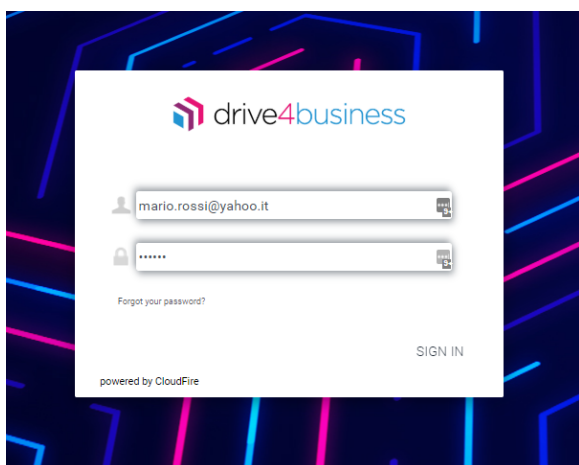 drive4business
mario.rossi@yahoo.it
••••••
Forgot your password?
SIGN IN
powered by CloudFire